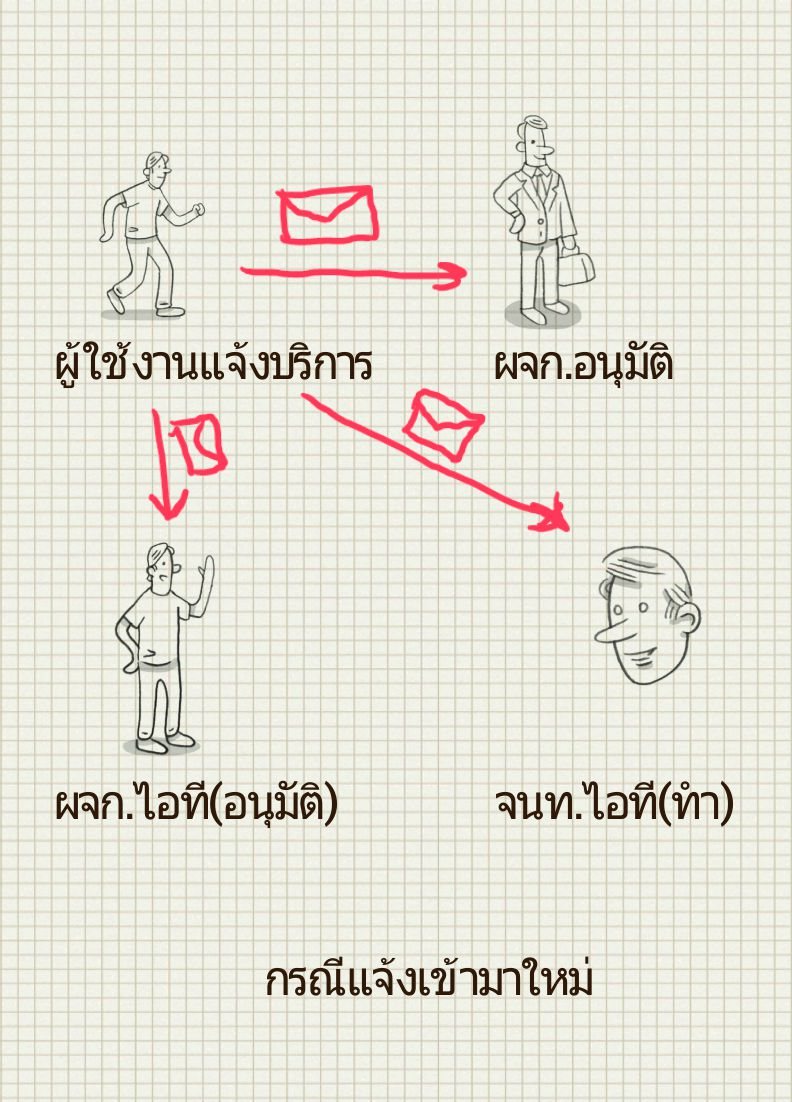 ผู้ใช้งานแจ้งบริการ
ผจก.อนุมัติ
ผจก.ไอที(อนุมัติ)
จนท.ไอที(ทำ)
กรณีแจ้งเข้ามาใหม่